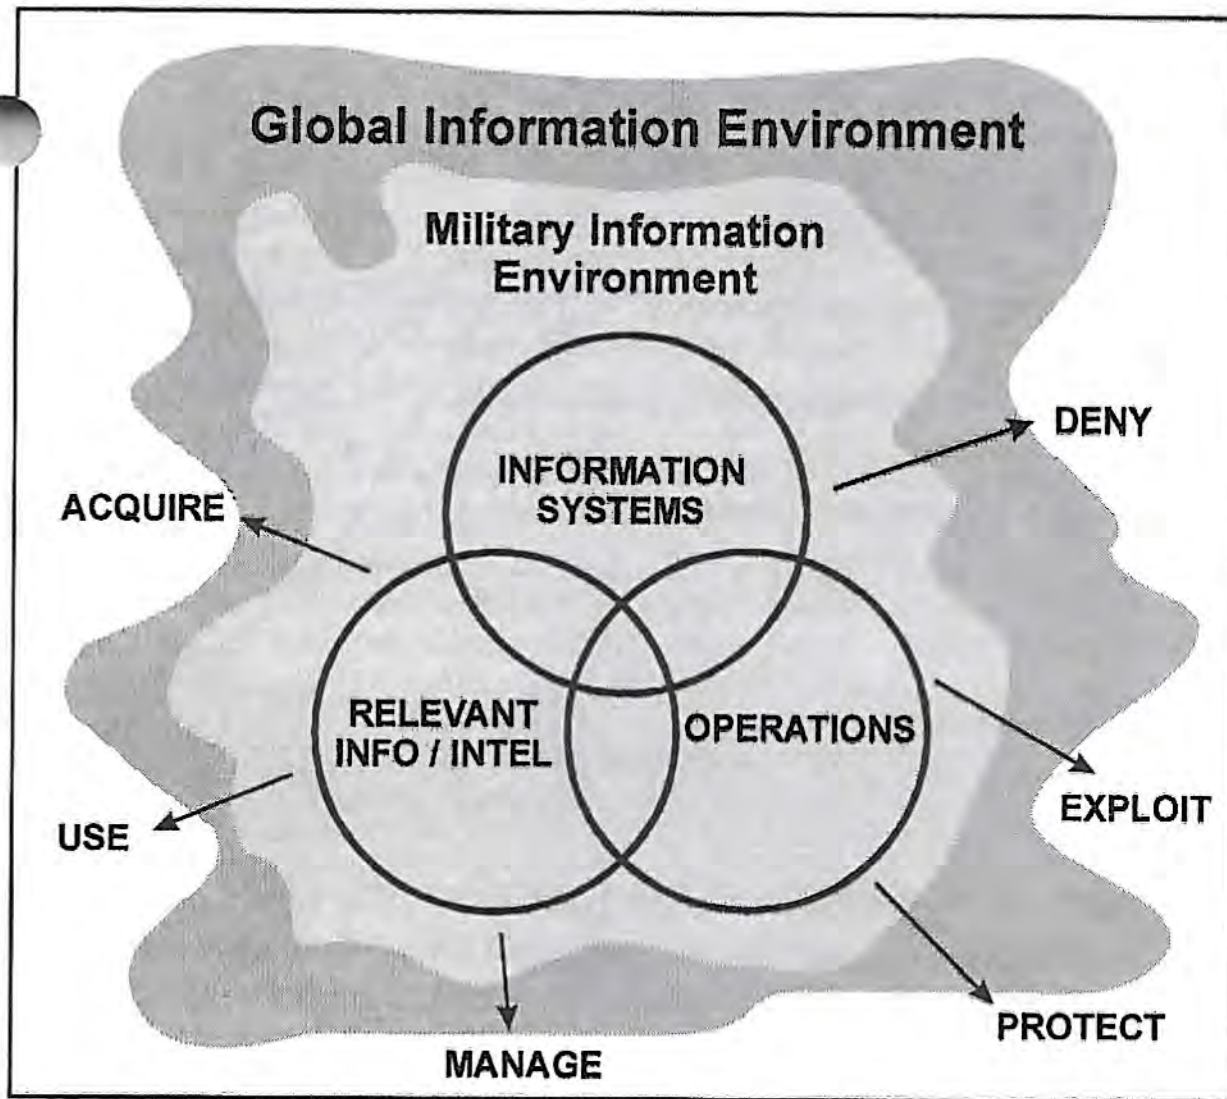 Global Information Environment
Military Information
Environment
INFORMATION
SYSTEMS
DENY
ACQUIRE
RELEVANT
INFO / INTEL
OPERATIONS
USE
EXPLOIT
PROTECT
MANAGE